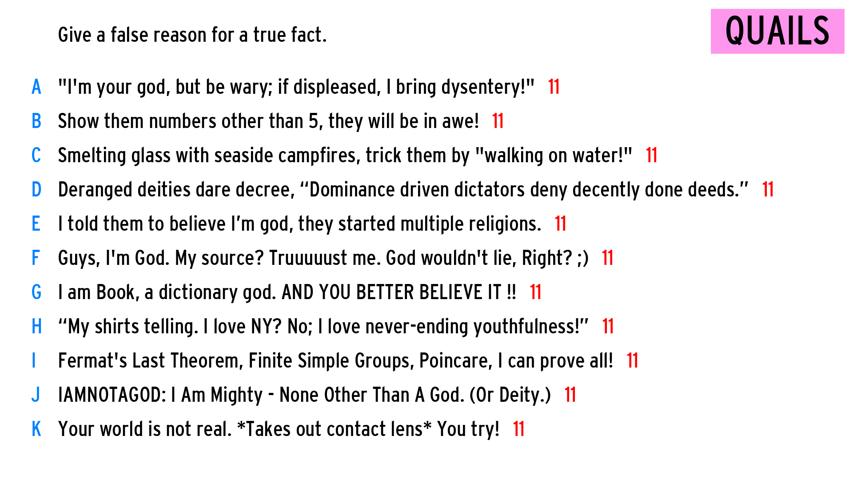 Give a false reason for a true fact.
QUAILS
A "I'm your god, but be wary; if displeased, I bring dysentery!" 11
B Show them numbers other than 5, they will be in awe! 11
C Smelting glass with seaside campfires, trick them by "walking on water!" 11
D Deranged deities dare decree, “Dominance driven dictators deny decently done deeds.” 11
E I told them to believe I’m god, they started multiple religions. 11
F Guys, I'm God. My source? Truuuuust me. God wouldn't lie, Right? ;) 11
G I am Book, a dictionary god. AND YOU BETTER BELIEVE IT !! 11
H “My shirts telling. I love NY? No; I love never-ending youthfulness!” 11
I Fermat's Last Theorem, Finite Simple Groups, Poincare, I can prove all! 11
J IAMNOTAGOD: I Am Mighty - None Other Than A God. (Or Deity.) 11
K Your world is not real. *Takes out contact lens* You try! 11